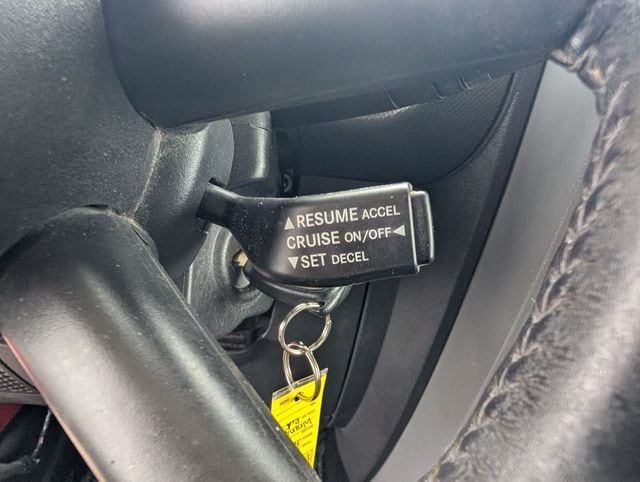 ▲RESUME ACCEL
CRUISE ON/OFF◀
▼SET DECEL